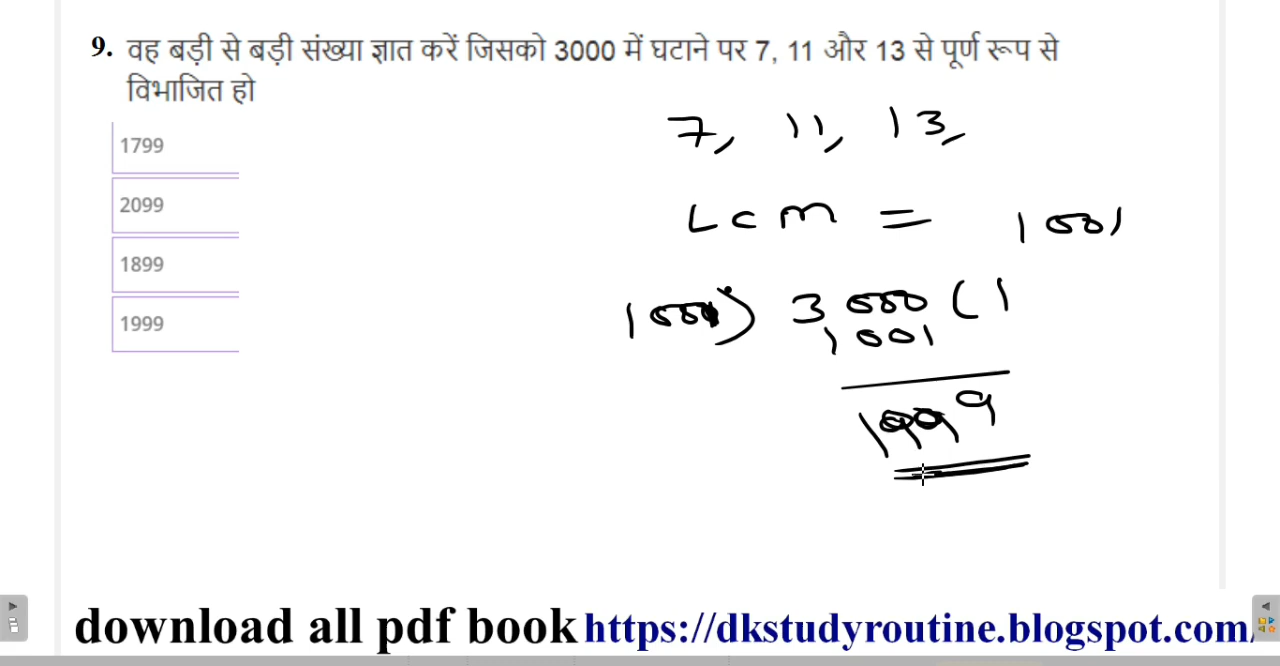 9. वह बड़ी से बड़ी संख्या ज्ञात करें जिसको 3000 में घटाने पर 7, 11 और 13 से पूर्ण रूप से
विभाजित हो
1799
2099
1899
1999
7, 11, 13,
Lcm = 1001
1001) 3000 (1
1001
1999
download all pdf book https://dkstudyroutine.blogspot.com/